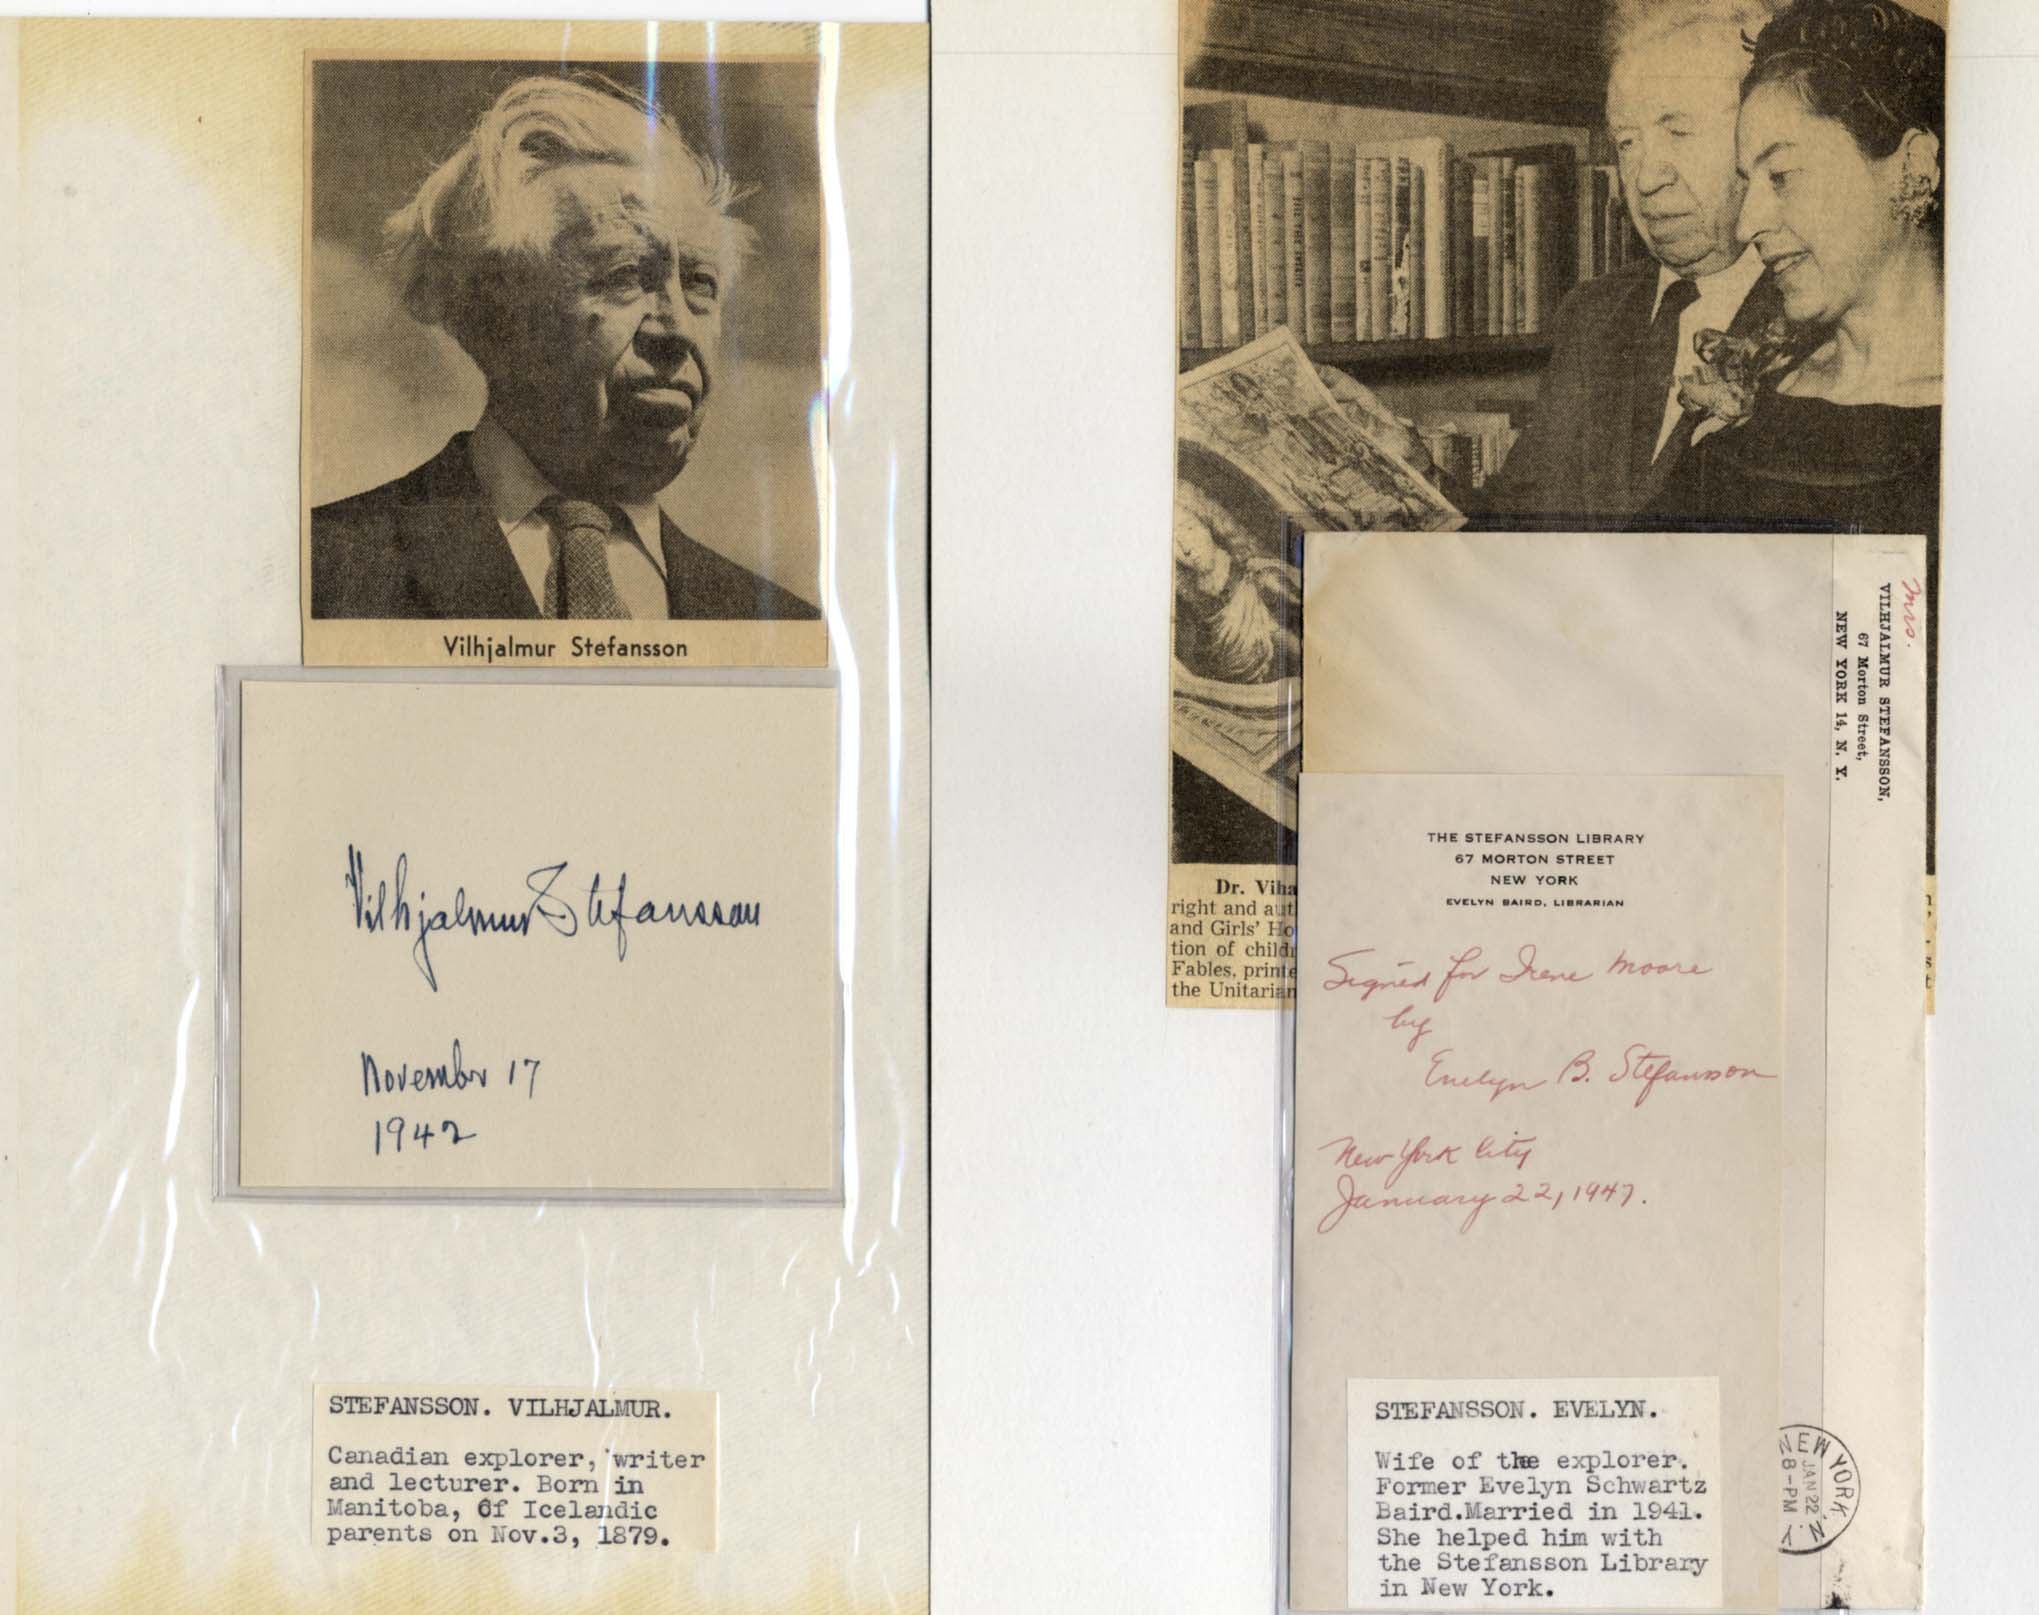 Vilhjalmur Stefansson
Vilhjalmur Stefansson
November 17
1942
STEFANSSON. VILHJALMUR.
Canadian explorer, writer
and lecturer. Born in
Manitoba, Of Icelandic
parents on Nov.3, 1879.
Dr. Viha
right and aut
and Girls' Ho
tion of childr
Fables, printe
the Unitarian
Mrs.
VILHJALMUR STEFANSSON,
67 Morton Street,
NEW YORK 14, N. Y.
THE STEFANSSON LIBRARY
67 MORTON STREET
NEW YORK
EVELYN BAIRD, LIBRARIAN
Signed for Irene Moore
by
Evelyn B. Stefansson
New York City
January 22, 1947.
STEFANSSON. EVELYN.
Wife of the explorer.
Former Evelyn Schwartz
Baird.Married in 1941.
She helped him with
the Stefansson Library
in New York.
NEW YORK, N.Y.
JAN 22
8-PM